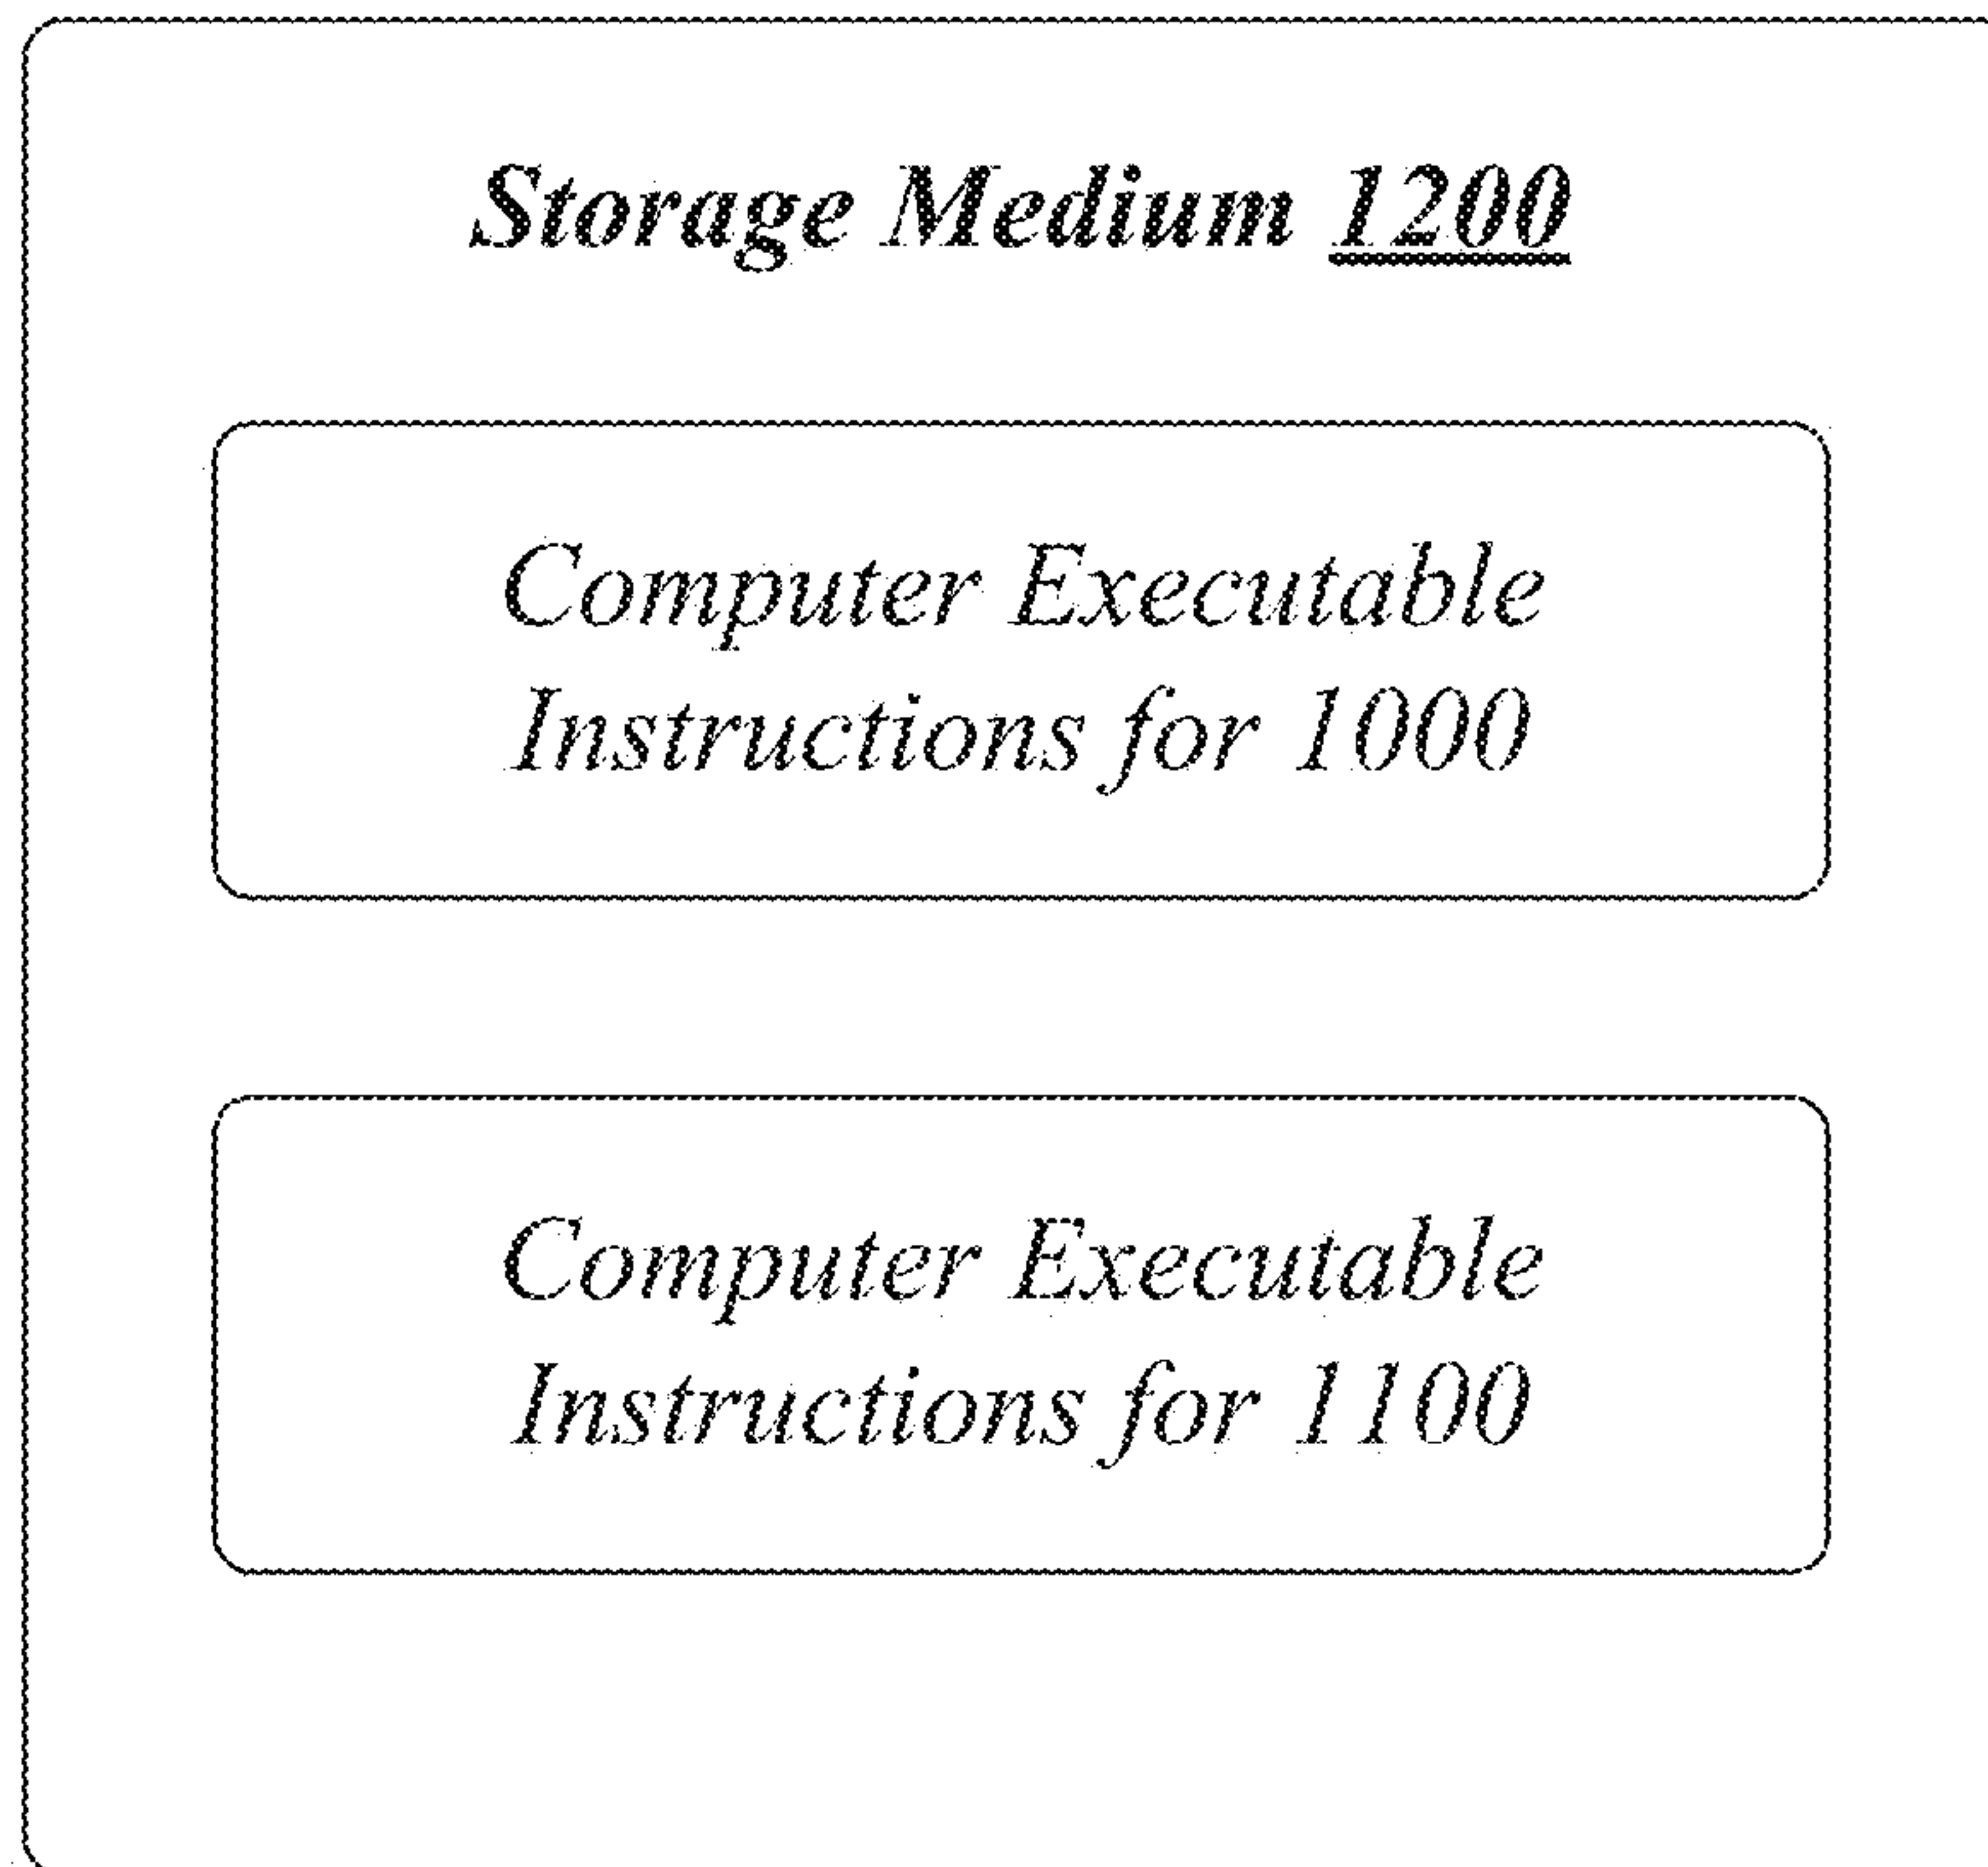 Storage Medium 1200
Computer Executable
Instructions for 1000
Computer Executable
Instructions for 1100